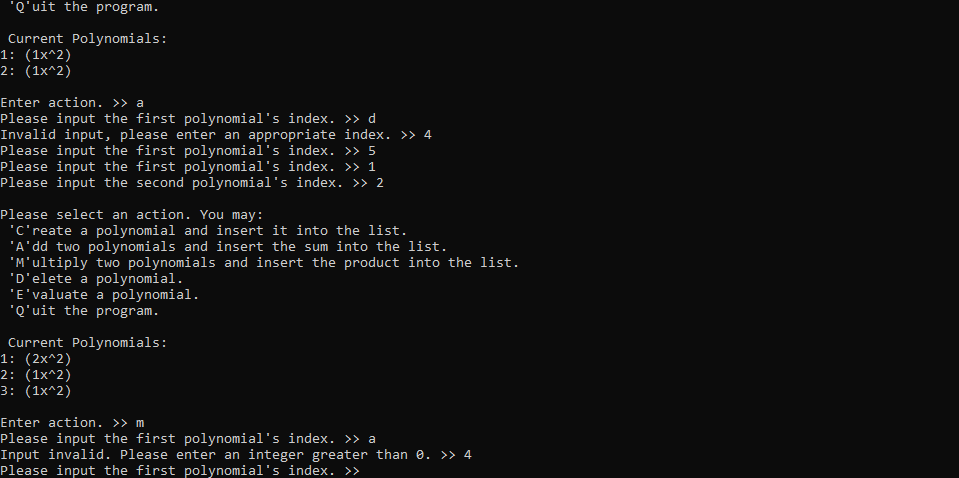 'Q'uit the program.
Current Polynomials:
1: (1x^2)
2: (1x^2)
Enter action. >> a
Please input the first polynomial's index. >> d
Invalid input, please enter an appropriate index. >> 4
Please input the first polynomial's index. >> 5
Please input the first polynomial's index. >> 1
Please input the second polynomial's index. >> 2
Please select an action. You may:
'C'reate a polynomial and insert it into the list.
'A'dd two polynomials and insert the sum into the list.
'M'ultiply two polynomials and insert the product into the list.
'D'elete a polynomial.
'E'valuate a polynomial.
'Q'uit the program.
Current Polynomials:
1: (2x^2)
2: (1x^2)
3: (1x^2)
Enter action. >> m
Please input the first polynomial's index. >> a
Input invalid. Please enter an integer greater than 0. >> 4
Please input the first polynomial's index. >>